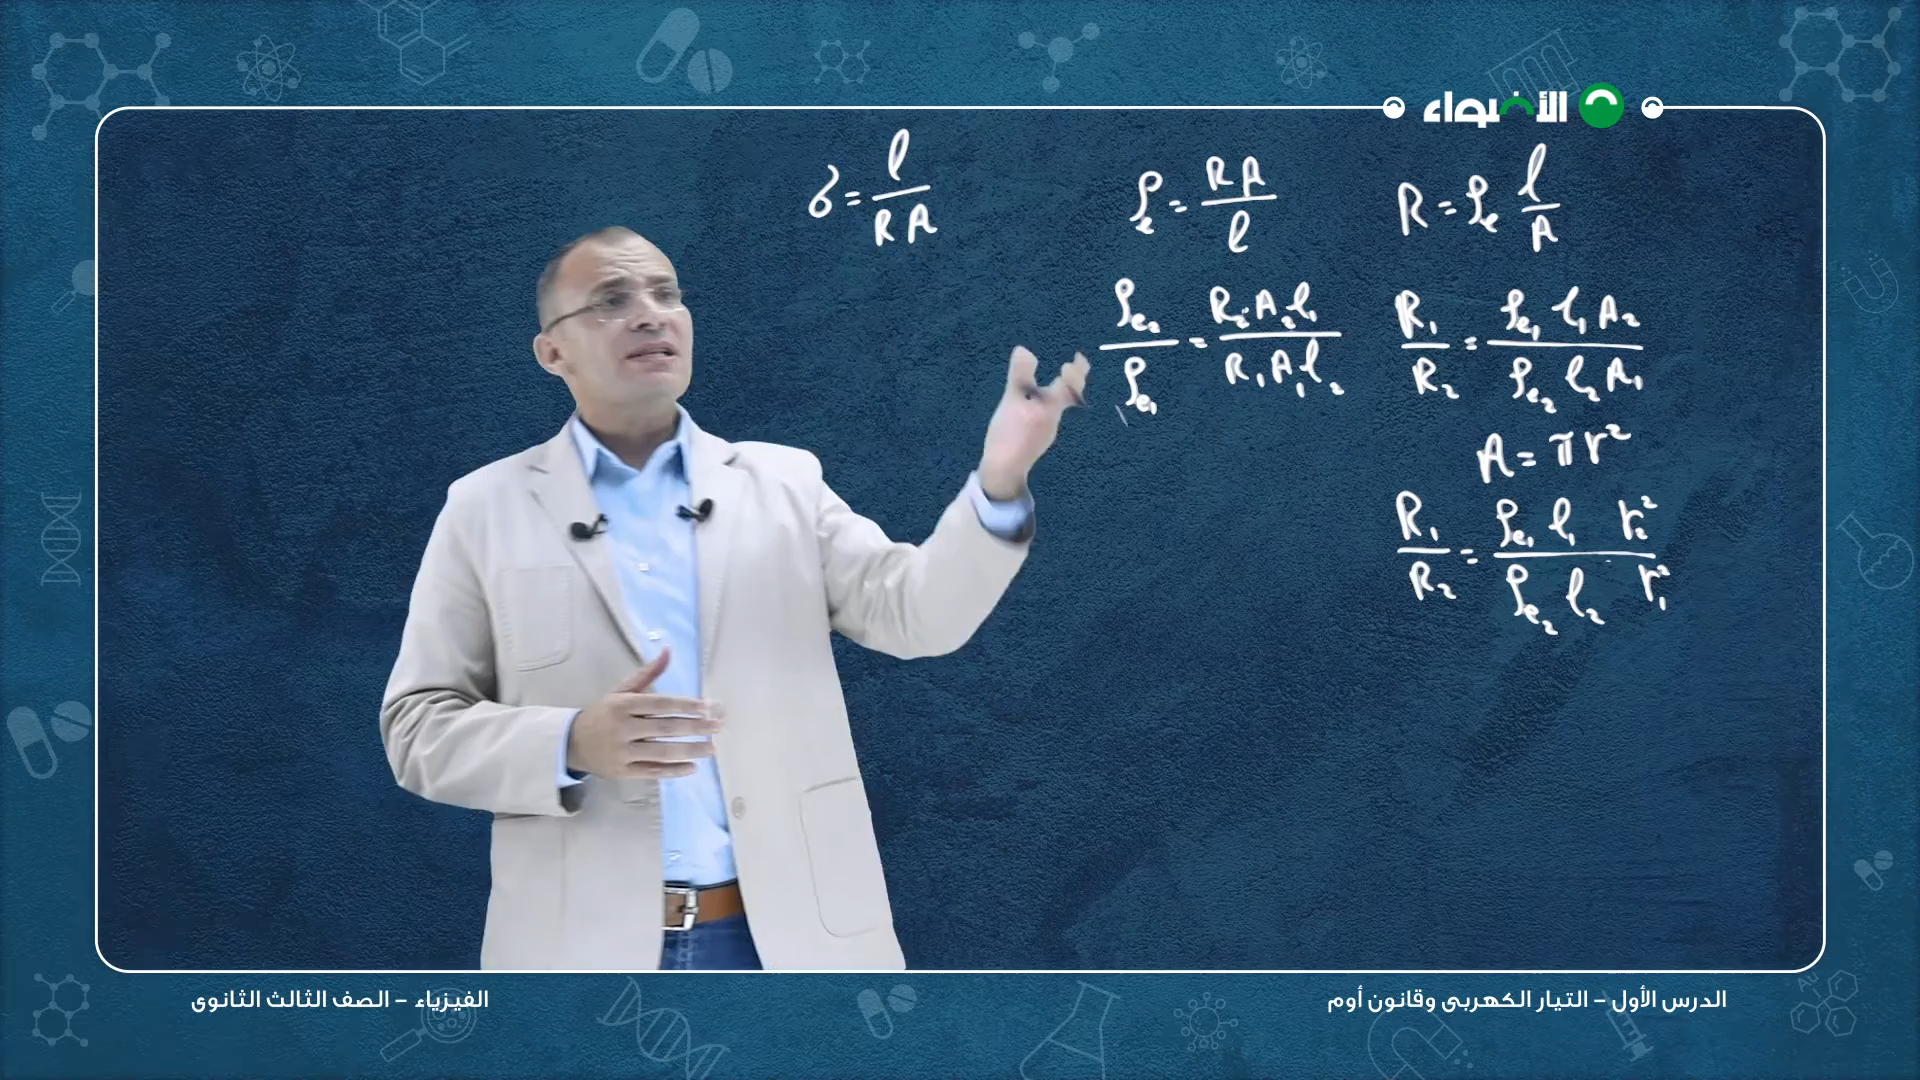 الأضواء
R = ρₑ l/A
ρₑ = RA/l
σ = l/RA
R₁/R₂ = ρₑ₁ l₁ A₂/ρₑ₂ l₂ A₁
ρₑ₂/ρₑ₁ = R₂ A₂ l₁/R₁ A₁ l₂
A = πr²
R₁/R₂ = ρₑ₁ l₁ r₂²/ρₑ₂ l₂ r₁²
الدرس الأول – التيار الكهربى وقانون أوم
الفيزياء – الصف الثالث الثانوى